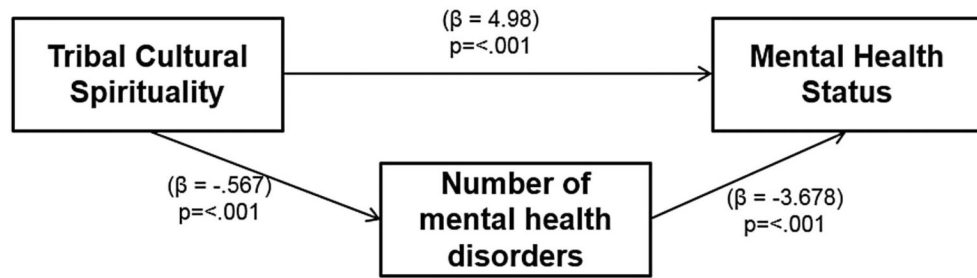 (β = 4.98)
p=<.001
Tribal Cultural
Spirituality
Mental Health
Status
(β = -.567)
p=<.001
Number of
mental health
disorders
(β = -3.678)
p=<.001